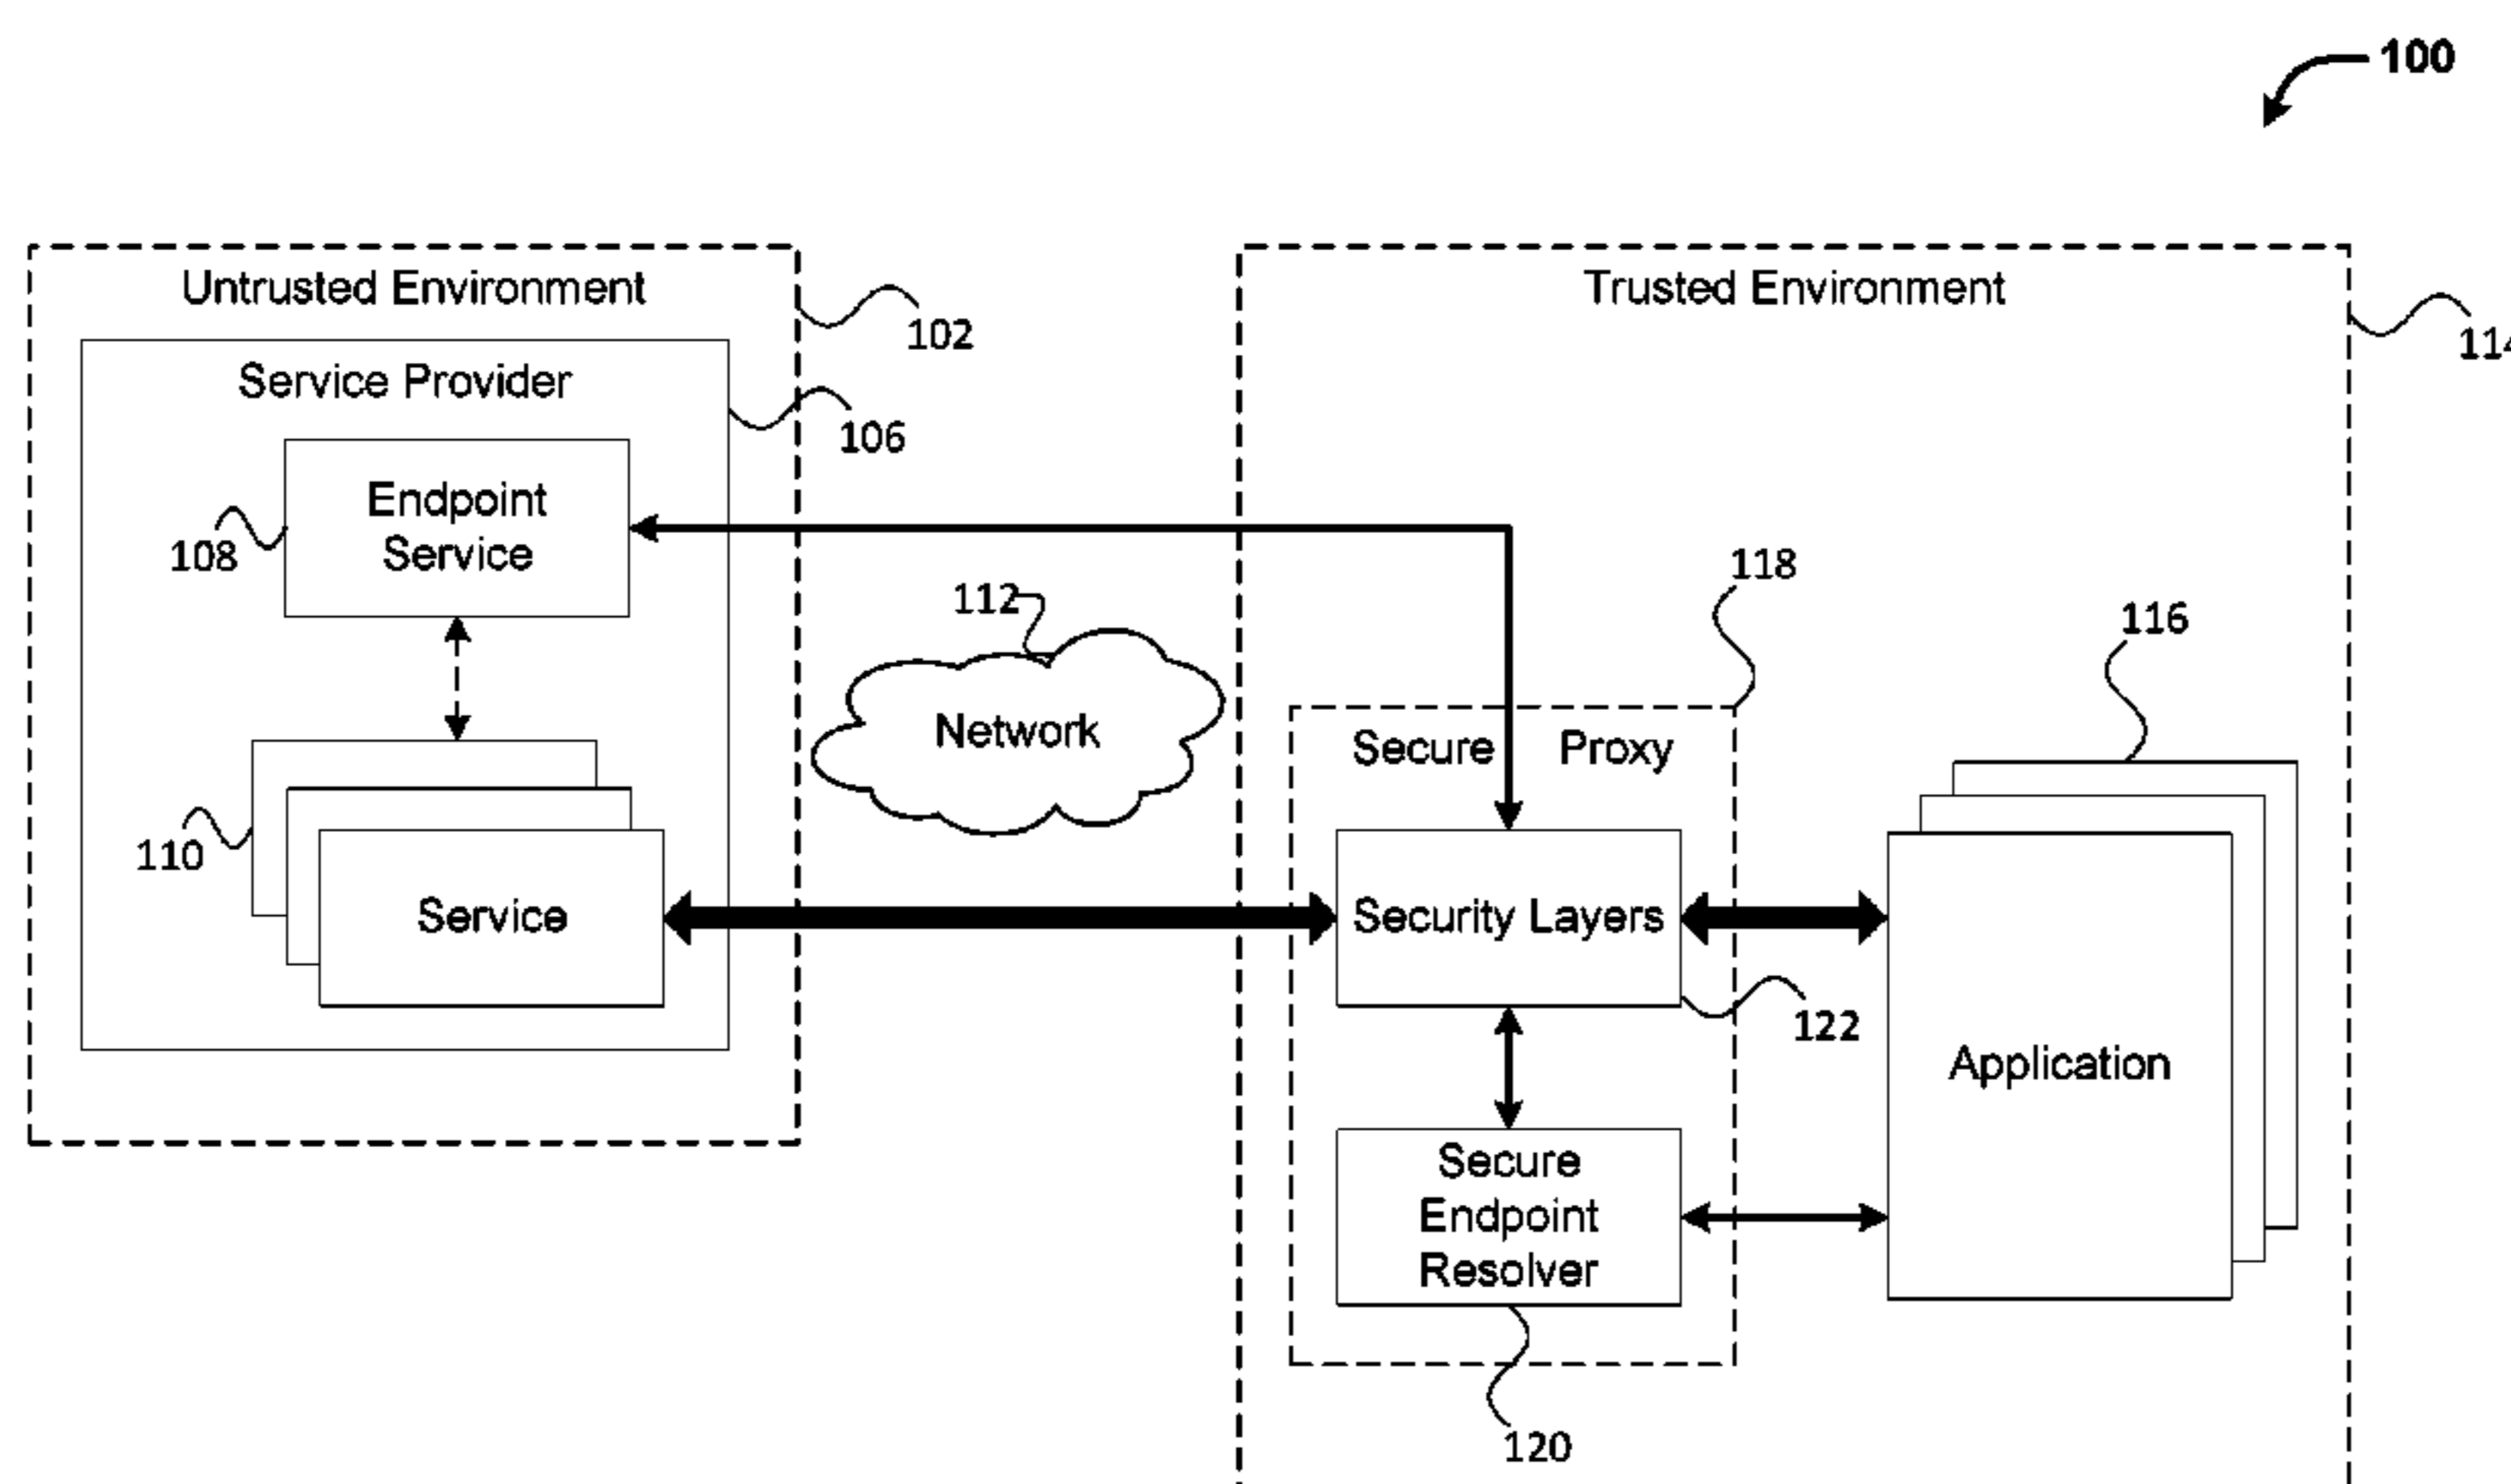 100
Untrusted Environment
Trusted Environment
102
114
Service Provider
106
Endpoint
Service
108
112
118
116
Network
Secure Proxy
110
Service
Security Layers
122
Application
Secure
Endpoint
Resolver
120